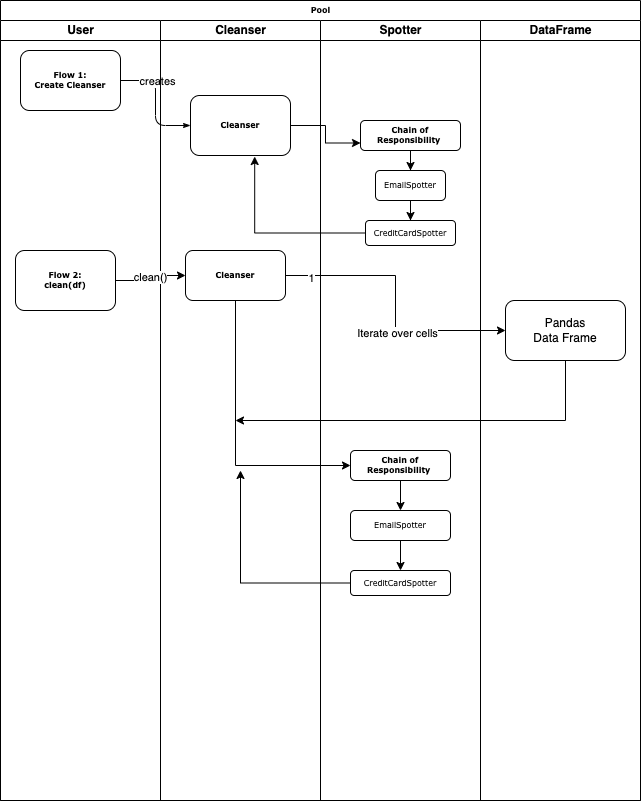 Pool
User
Cleanser
Spotter
DataFrame
Flow 1:
Create Cleanser
creates
Cleanser
Chain of
Responsibility
EmailSpotter
CreditCardSpotter
Flow 2:
clean(df)
clean()
Cleanser
1
Iterate over cells
Pandas
Data Frame
Chain of
Responsibility
EmailSpotter
CreditCardSpotter